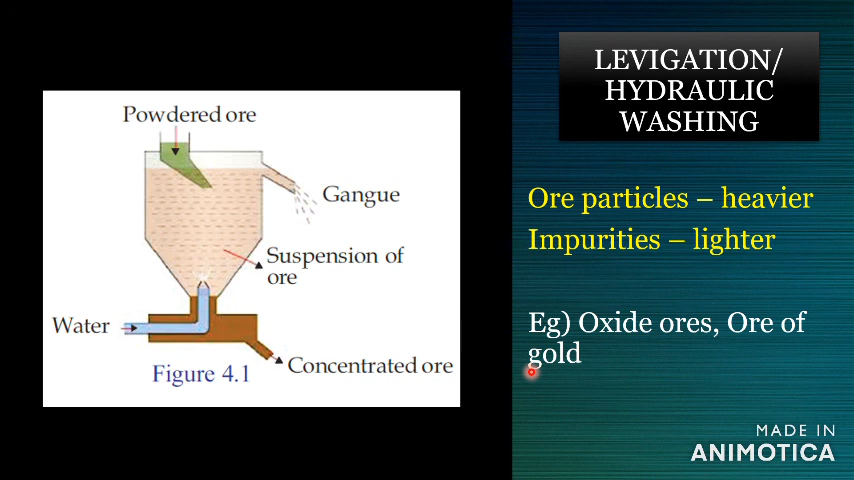 Powdered ore
Gangue
Suspension of
ore
Water
Concentrated ore
Figure 4.1
LEVIGATION/
HYDRAULIC
WASHING
Ore particles – heavier
Impurities – lighter
Eg) Oxide ores, Ore of
gold
MADE IN
ANIMOTICA